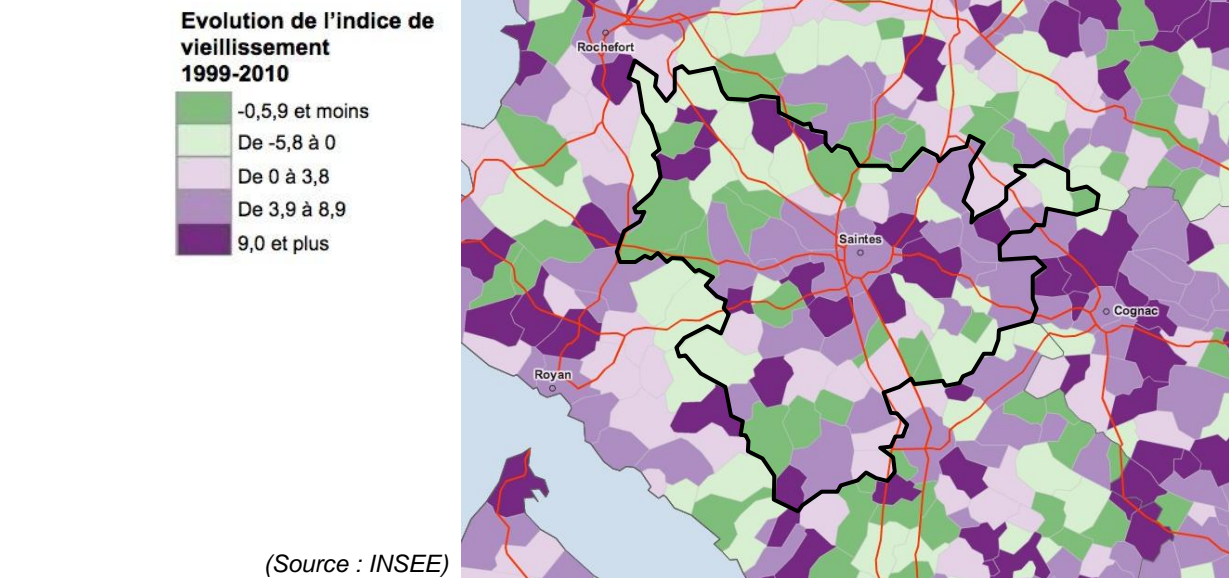 Evolution de l'indice de
vieillissement
1999-2010
-0,5,9 et moins
De -5,8 à 0
De 0 à 3,8
De 3,9 à 8,9
9,0 et plus
(Source : INSEE)
Rochefort
Saintes
Cognac
Royan